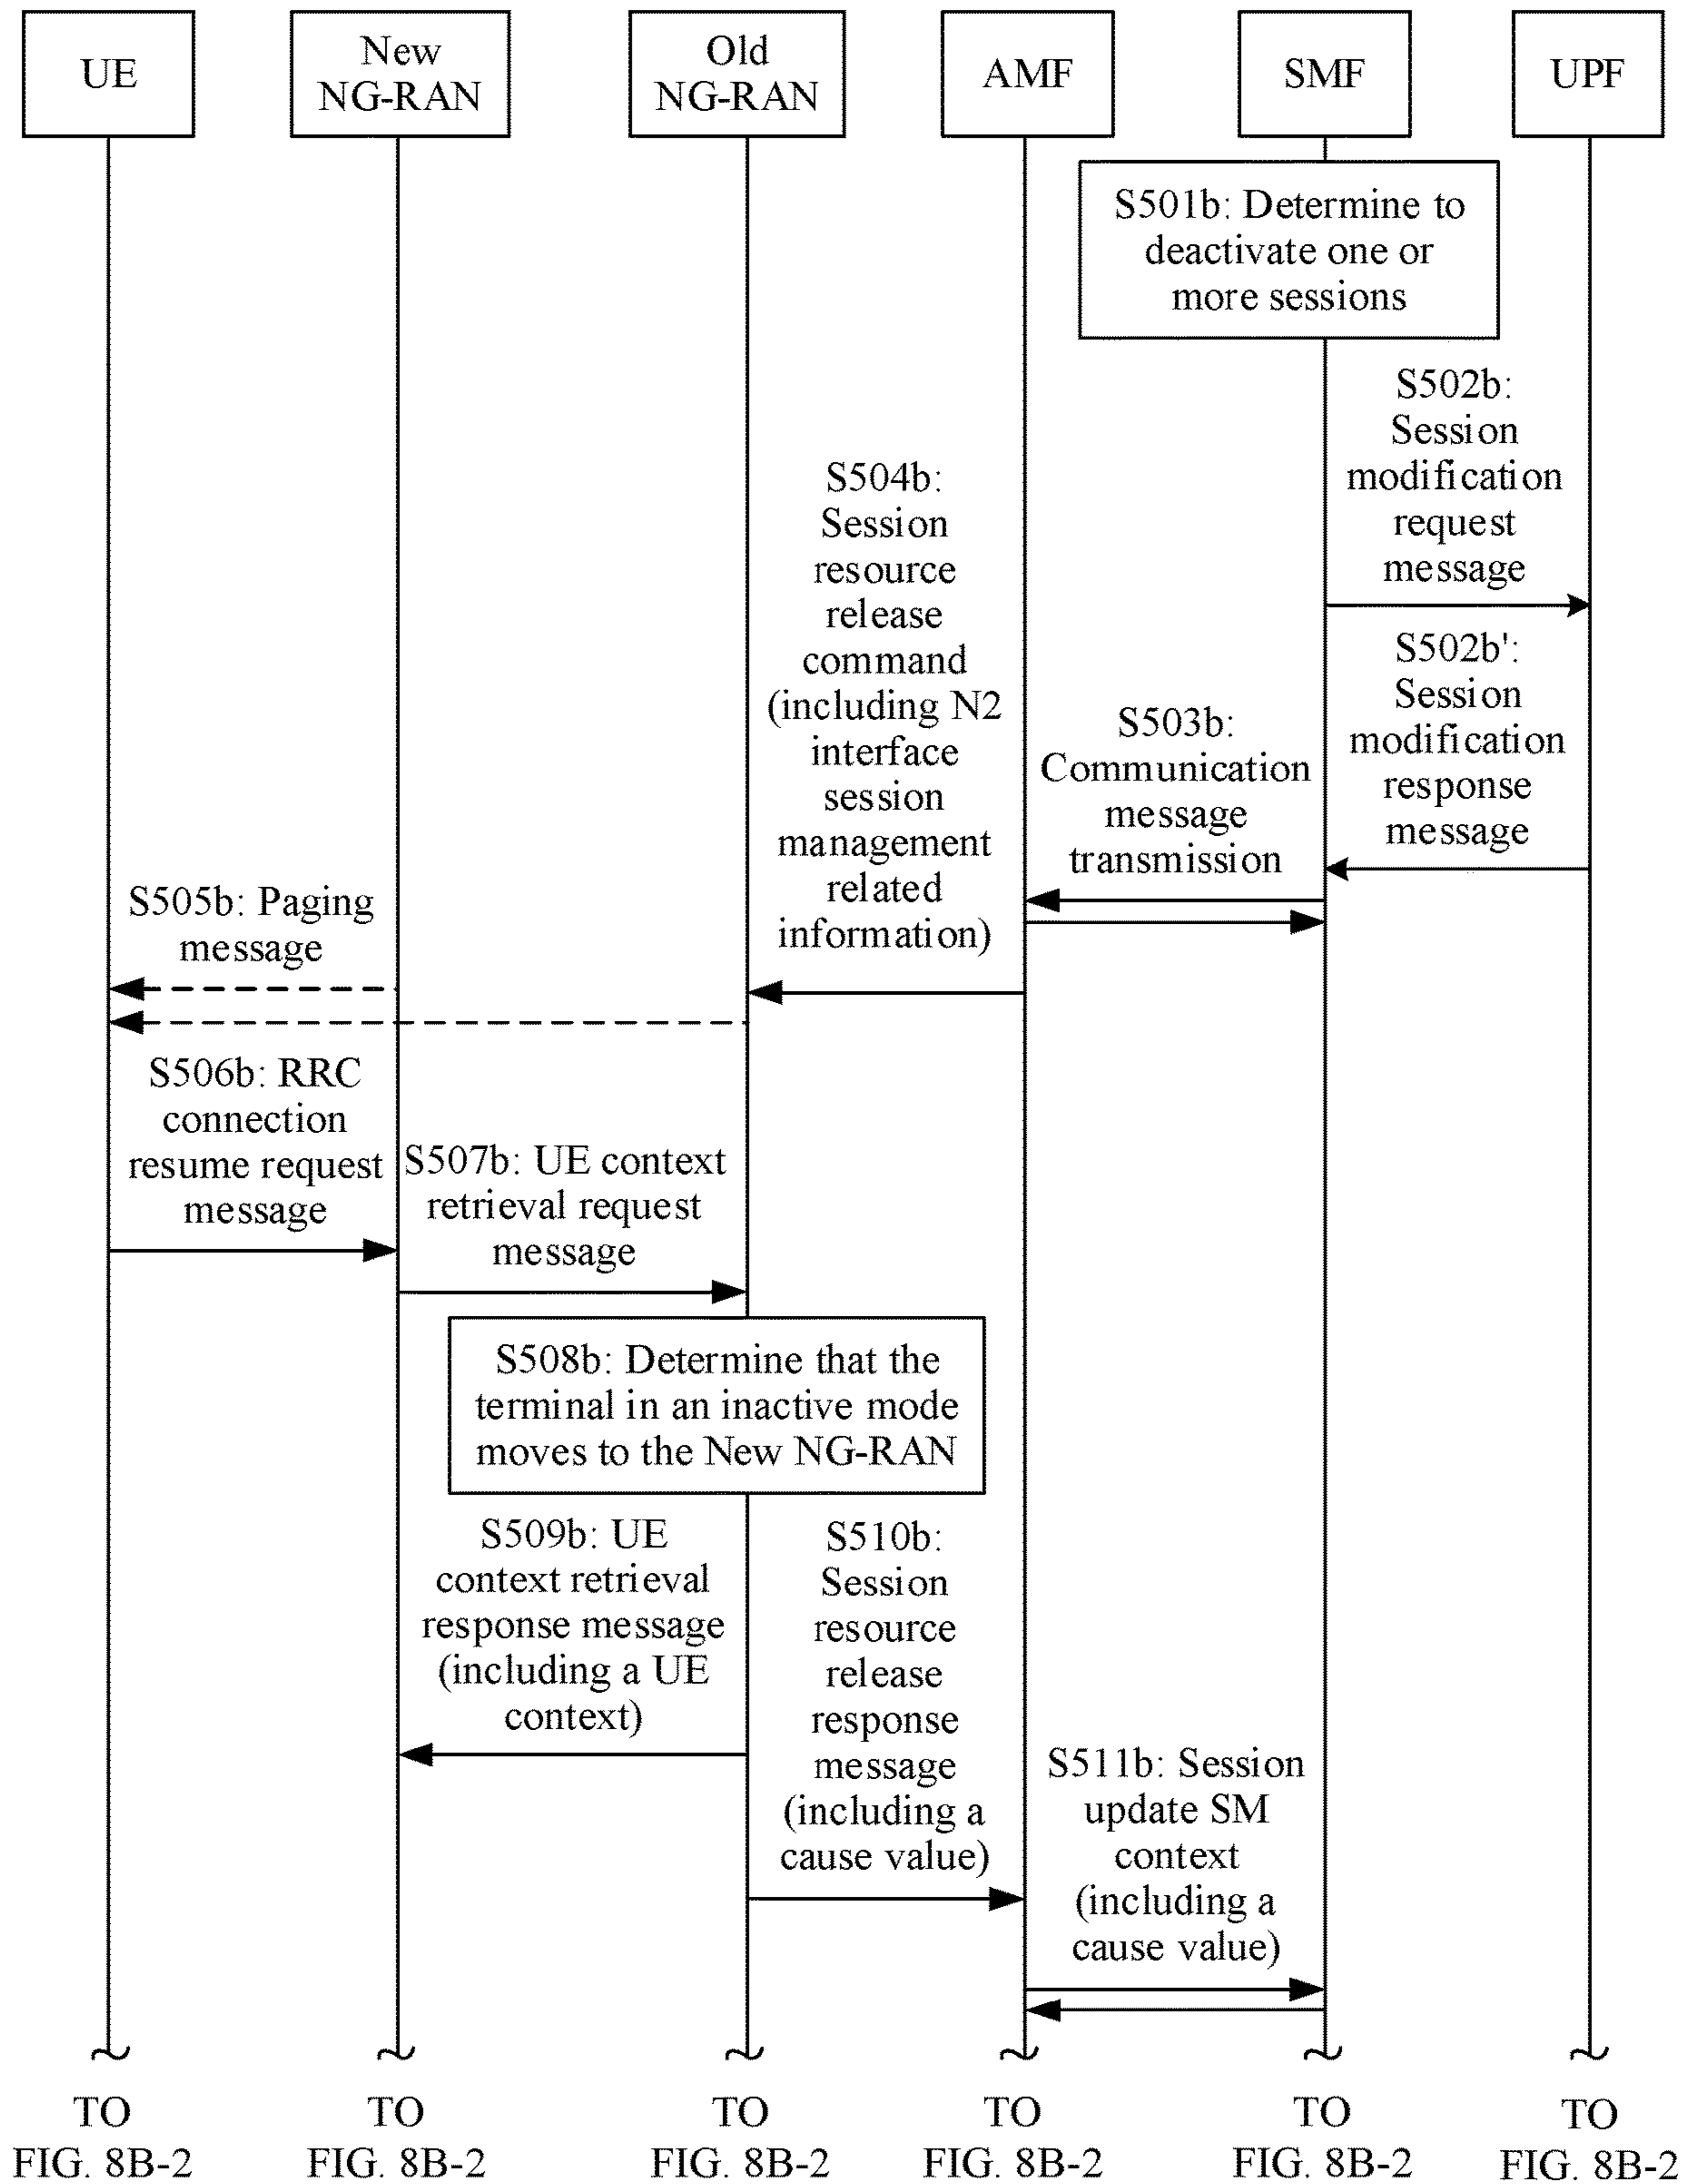 UE
New
NG-RAN
Old
NG-RAN
AMF
SMF
UPF
S501b: Determine to
deactivate one or
more sessions
S502b:
Session
modification
request
message
S502b':
Session
modification
response
message
S503b:
Communication
message
transmission
S504b:
Session
resource
release
command
(including N2
interface
session
management
related
information)
S505b: Paging
message
S506b: RRC
connection
resume request
message
S507b: UE context
retrieval request
message
S508b: Determine that the
terminal in an inactive mode
moves to the New NG-RAN
S509b: UE
context retrieval
response message
(including a UE
context)
S510b:
Session
resource
release
response
message
(including a
cause value)
S511b: Session
update SM
context
(including a
cause value)
TO
FIG. 8B-2
TO
FIG. 8B-2
TO
FIG. 8B-2
TO
FIG. 8B-2
TO
FIG. 8B-2
TO
FIG. 8B-2